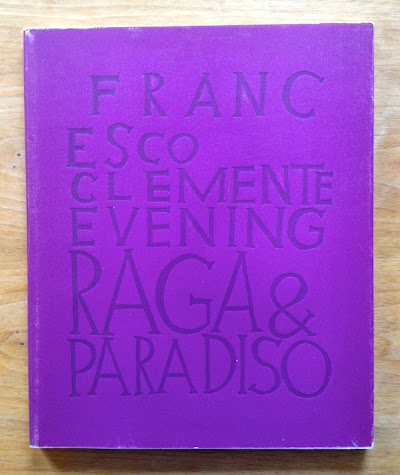 FRANC
ESCO
CLEMENTE
EVENING
RAGA &
PARADISO